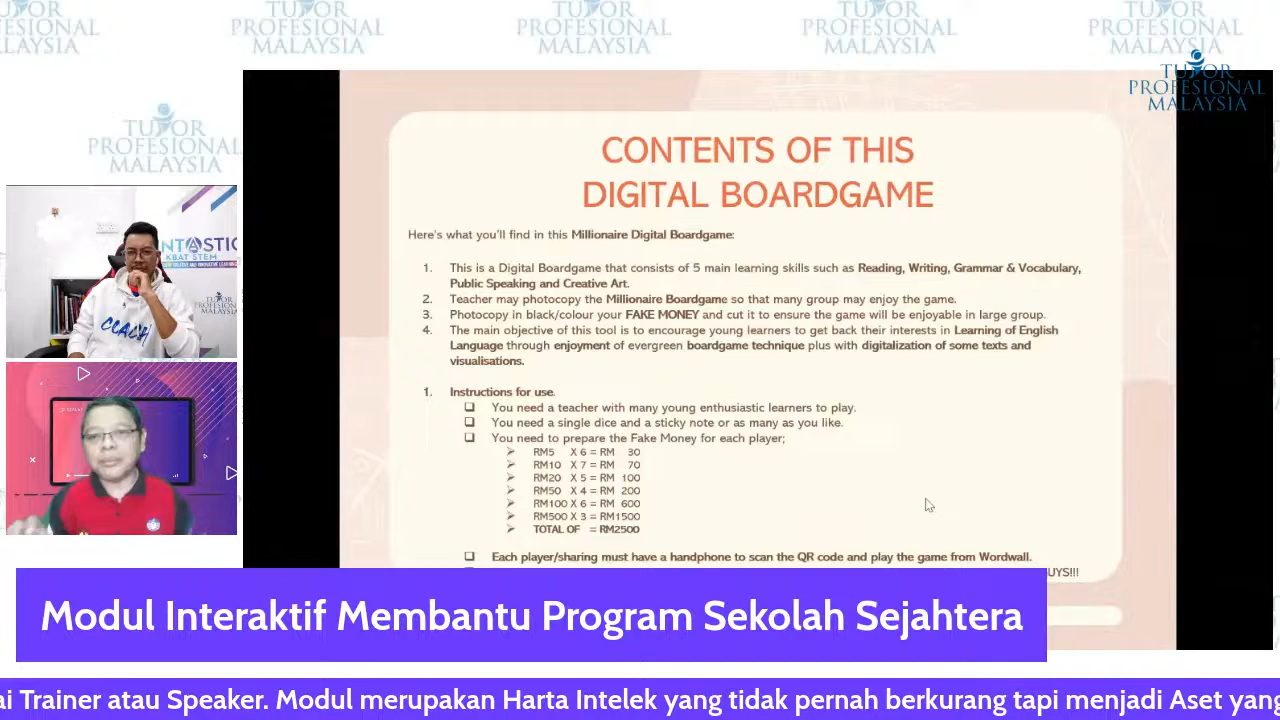 TUTOR
PROFESIONAL
MALAYSIA
CONTENTS OF THIS
DIGITAL BOARDGAME
Here's what you'll find in this Millionaire Digital Boardgame:
1. This is a Digital Boardgame that consists of 5 main learning skills such as Reading, Writing, Grammar & Vocabulary,
Public Speaking and Creative Art.
2. Teacher may photocopy the Millionaire Boardgame so that many group may enjoy the game.
3. Photocopy in black/colour your FAKE MONEY and cut it to ensure the game will be enjoyable in large group.
4. The main objective of this tool is to encourage young learners to get back their interests in Learning of English
Language through enjoyment of evergreen boardgame technique plus with digitalization of some texts and
visualisations.
1. Instructions for use.
You need a teacher with many young enthusiastic learners to play.
You need a single dice and a sticky note or as many as you like.
You need to prepare the Fake Money for each player;
RM5 X 6 = RM 30
RM10 X 7 = RM 70
RM20 X 5 = RM 100
RM50 X 4 = RM 200
RM100 X 6 = RM 600
RM500 X 3 = RM1500
TOTAL OF = RM2500
Each player/sharing must have a handphone to scan the QR code and play the game from Wordwall.
UYS!!!
NTASTIC
KBAT STEM
TUTOR
PROFESIONAL
MALAYSIA
Modul Interaktif Membantu Program Sekolah Sejahtera
ai Trainer atau Speaker. Modul merupakan Harta Intelek yang tidak pernah berkurang tapi menjadi Aset yang